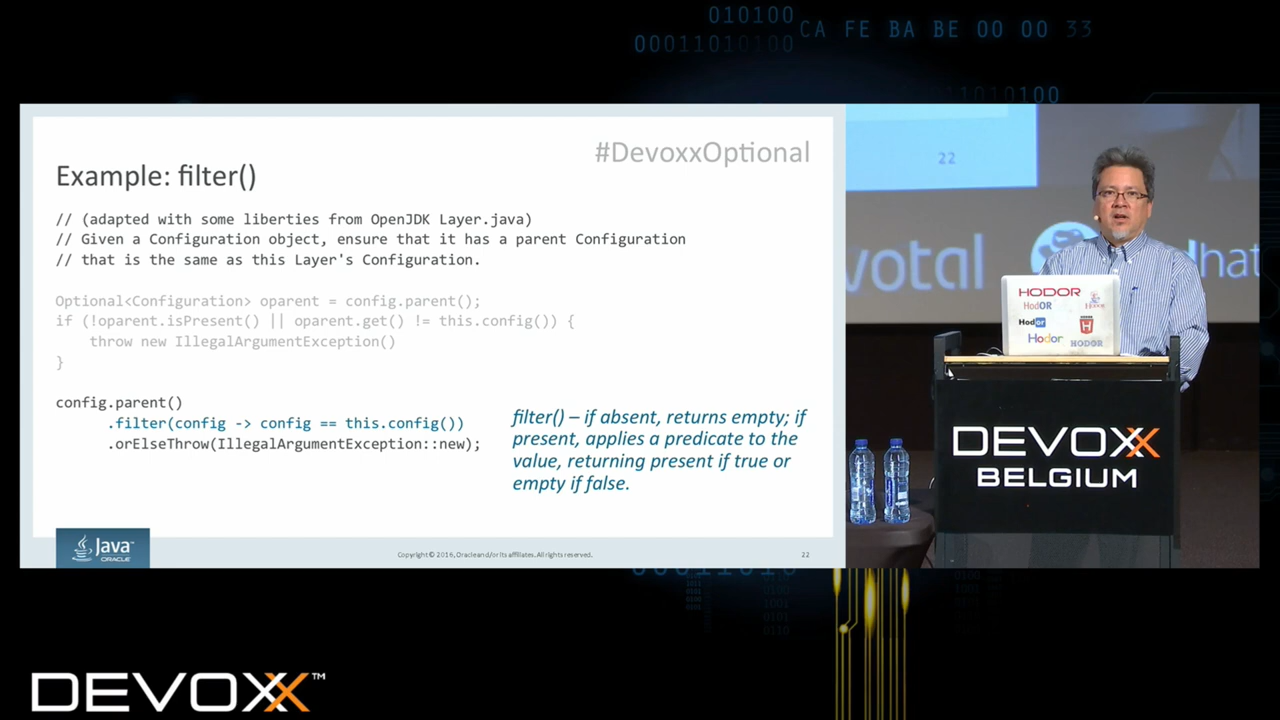 010100
00011010100
CA FE BA BE 00 00 33
1010100
#DevoxxOptional
Example: filter()
// (adapted with some liberties from OpenJDK Layer.java)
// Given a Configuration object, ensure that it has a parent Configuration
// that is the same as this Layer's Configuration.
Optional<Configuration> oparent = config.parent();
if (!oparent.isPresent() || oparent.get() != this.config()) {
throw new IllegalArgumentException()
}
config.parent()
.filter(config -> config == this.config())
.orElseThrow(IllegalArgumentException::new);
filter() – if absent, returns empty; if
present, applies a predicate to the
value, returning present if true or
empty if false.
Java™
ORACLE
Copyright © 2016, Oracle and/or its affiliates. All rights reserved.
22
22
votal
hat
HODOR
HodOR
Hodor
Hodor
HODOR
DEVOXX
BELGIUM
DEVOXX™